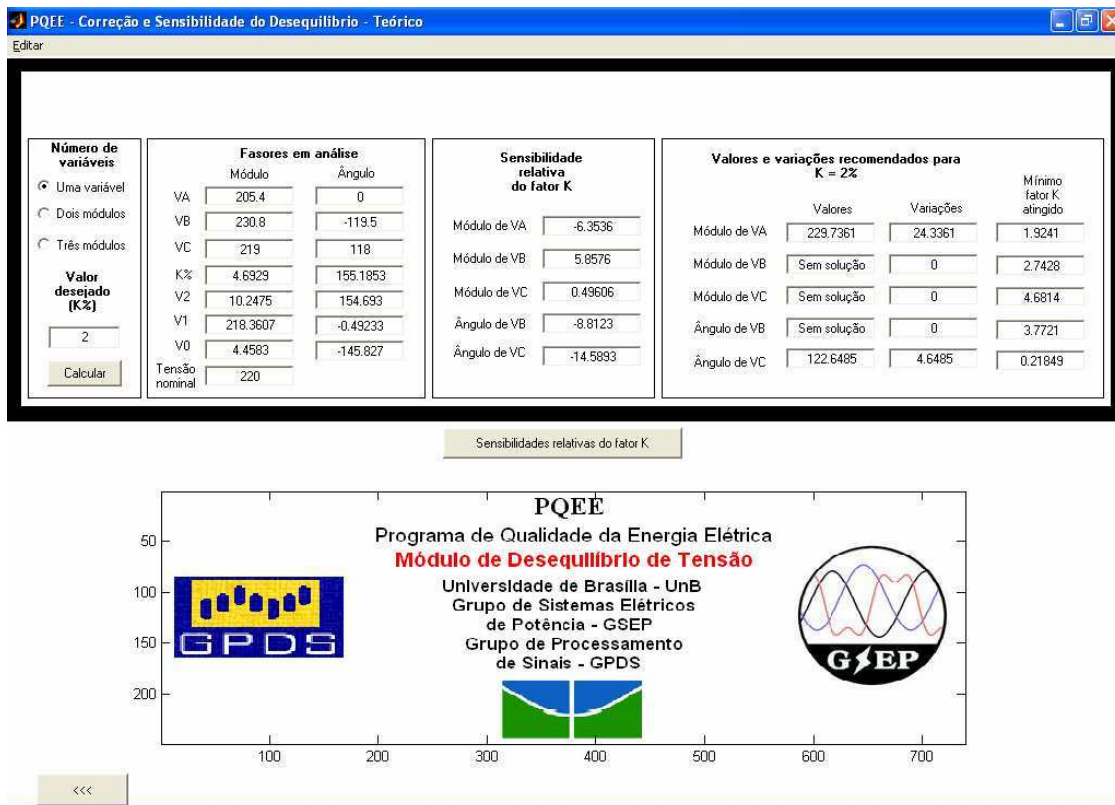 PQEE - Correção e Sensibilidade do Desequilíbrio - Teórico
Editar
Número de
variáveis
Uma variável
Dois módulos
Três módulos
Valor
desejado
(K%)
2
Calcular
Fasores em análise
Módulo Ângulo
VA 205.4 0
VB 230.8 -119.5
VC 219 118
K% 4.6929 155.1853
V2 10.2475 154.693
V1 218.3607 -0.49233
V0 4.4583 -145.827
Tensão
nominal 220
Sensibilidade
relativa
do fator K
Módulo de VA -6.3536
Módulo de VB 5.8576
Módulo de VC 0.49606
Ângulo de VB -8.8123
Ângulo de VC -14.5893
Valores e variações recomendados para
K = 2%
Valores Variações
Mínimo
fator K
atingido
Módulo de VA 229.7361 24.3361 1.9241
Módulo de VB Sem solução 0 2.7428
Módulo de VC Sem solução 0 4.6814
Ângulo de VB Sem solução 0 3.7721
Ângulo de VC 122.6485 4.6485 0.21849
Sensibilidades relativas do fator K
PQEE
Programa de Qualidade da Energia Elétrica
Módulo de Desequilíbrio de Tensão
Universidade de Brasília - UnB
Grupo de Sistemas Elétricos
de Potência - GSEP
Grupo de Processamento
de Sinais - GPDS
GPDS
GSEP
50
100
150
200
100 200 300 400 500 600 700
<<<